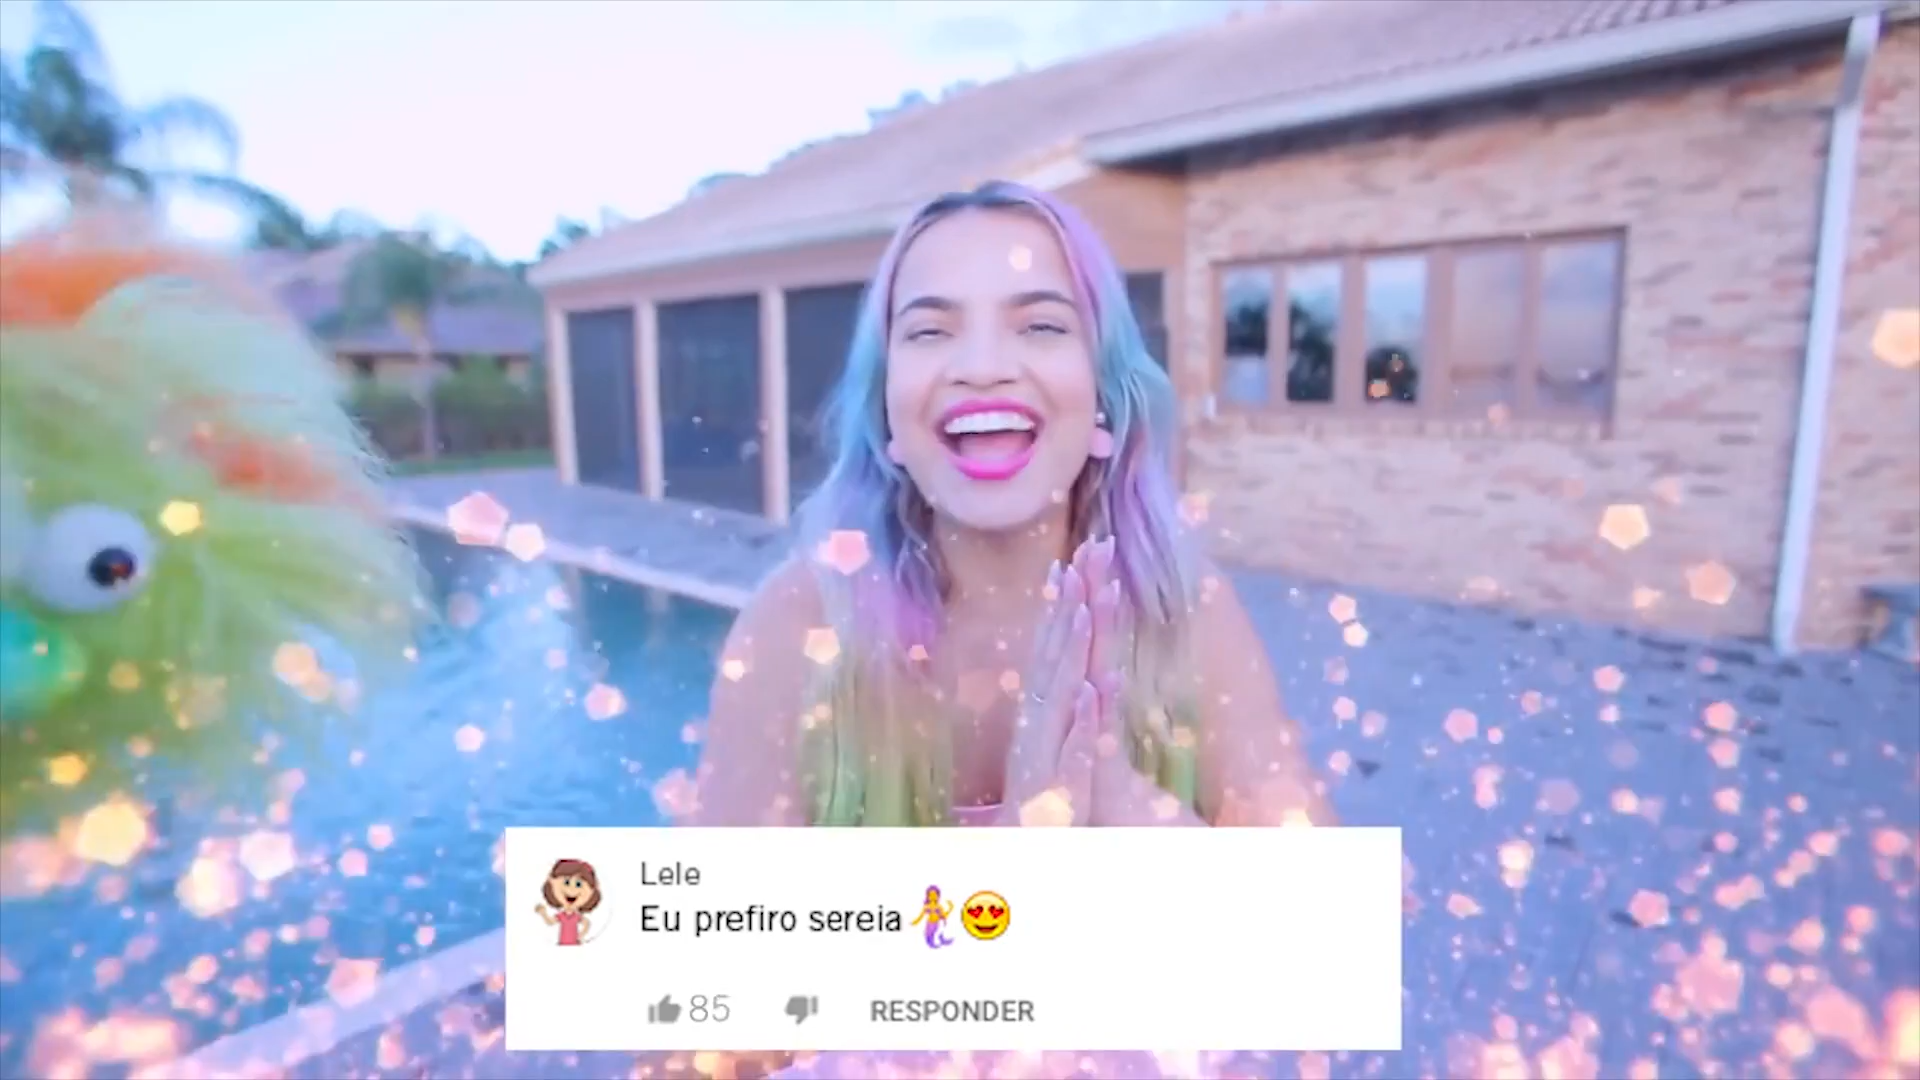 Lele
Eu prefiro sereia🧜‍♀️😍
85 RESPONDER